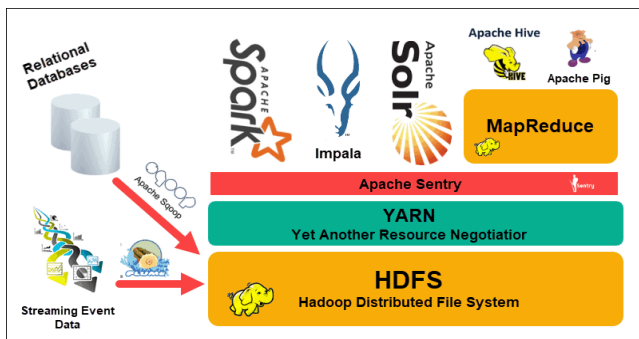 Relational
Databases
APACHE
Spark
Impala
Apache
Solr
Apache Hive
HIVE
Apache Pig
MapReduce
sqoop
Apache Sqoop
Apache Sentry
Sentry
YARN
Yet Another Resource Negotiatior
HDFS
Hadoop Distributed File System
Streaming Event
Data